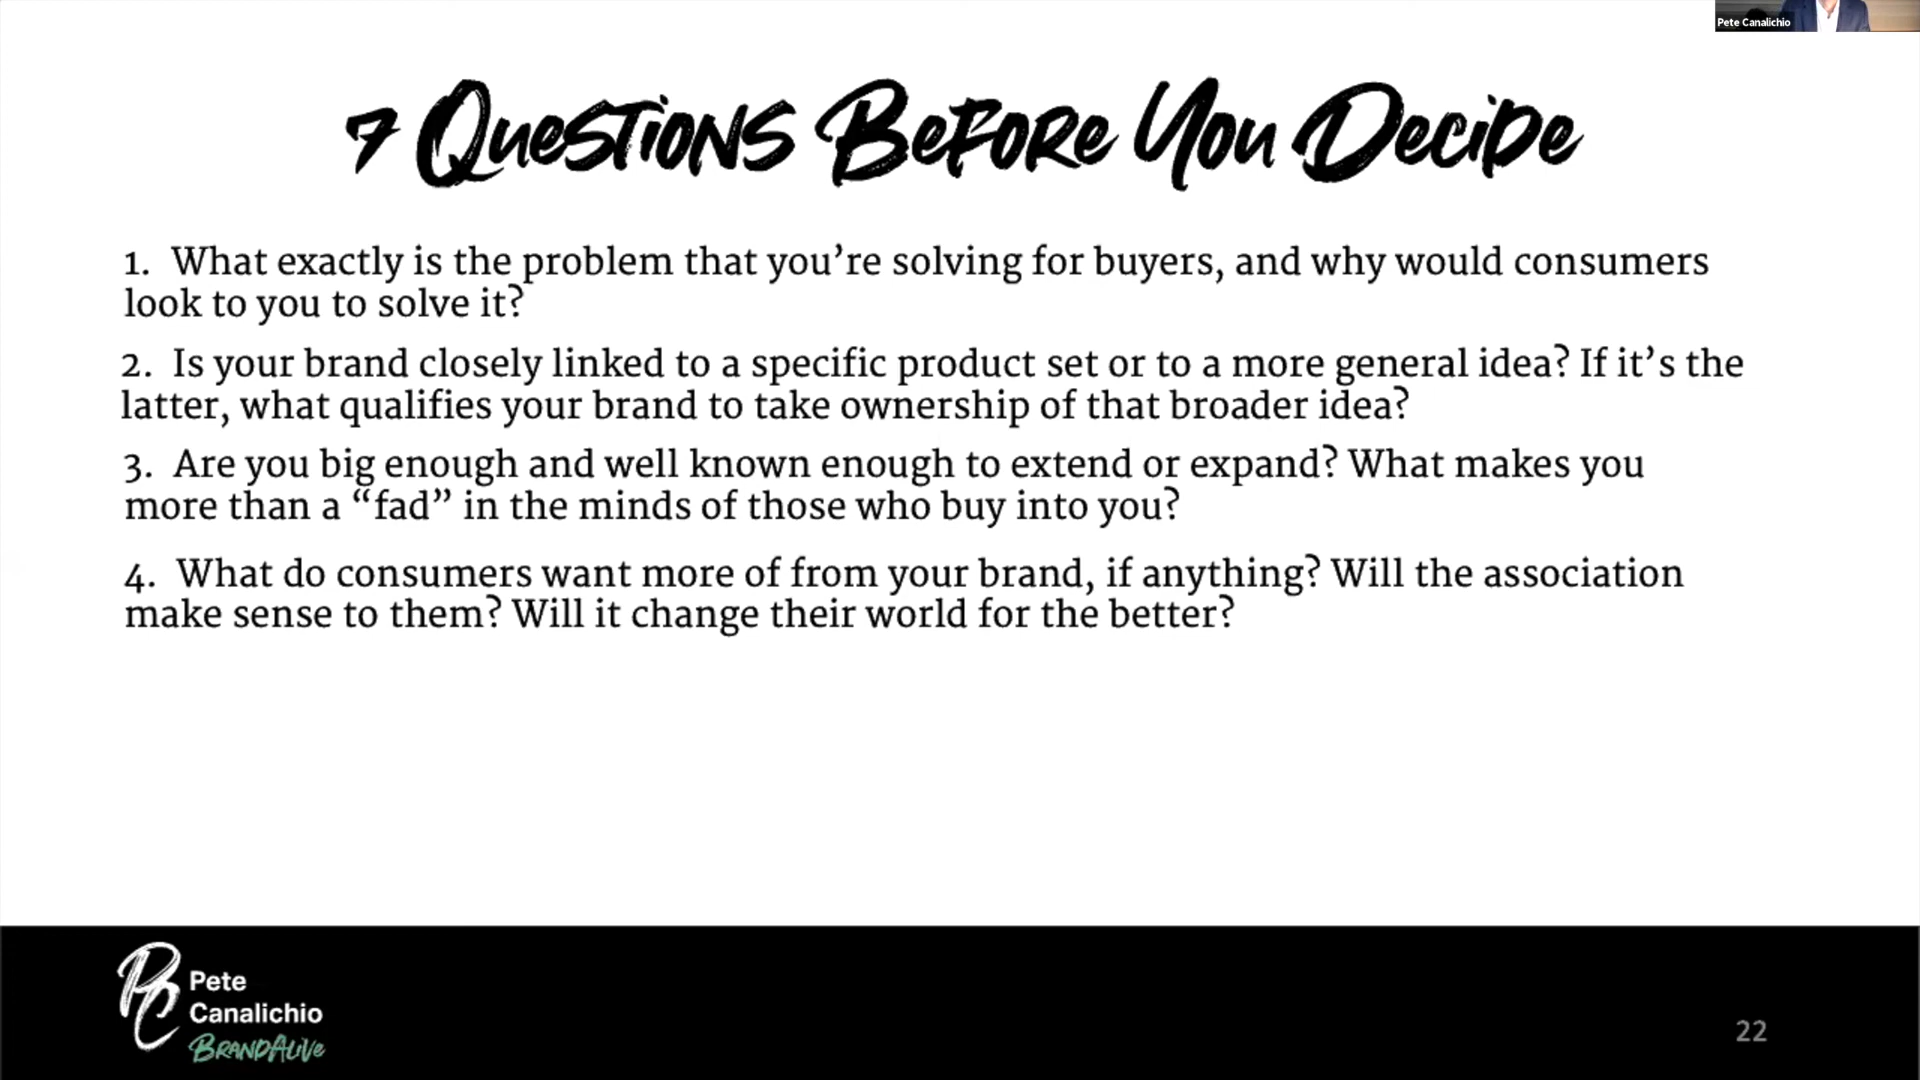 Pete Canalichio
7 Questions Before You Decide
1. What exactly is the problem that you’re solving for buyers, and why would consumers
look to you to solve it?
2. Is your brand closely linked to a specific product set or to a more general idea? If it’s the
latter, what qualifies your brand to take ownership of that broader idea?
3. Are you big enough and well known enough to extend or expand? What makes you
more than a “fad” in the minds of those who buy into you?
4. What do consumers want more of from your brand, if anything? Will the association
make sense to them? Will it change their world for the better?
PC
Pete
Canalichio
BrandAlive
22